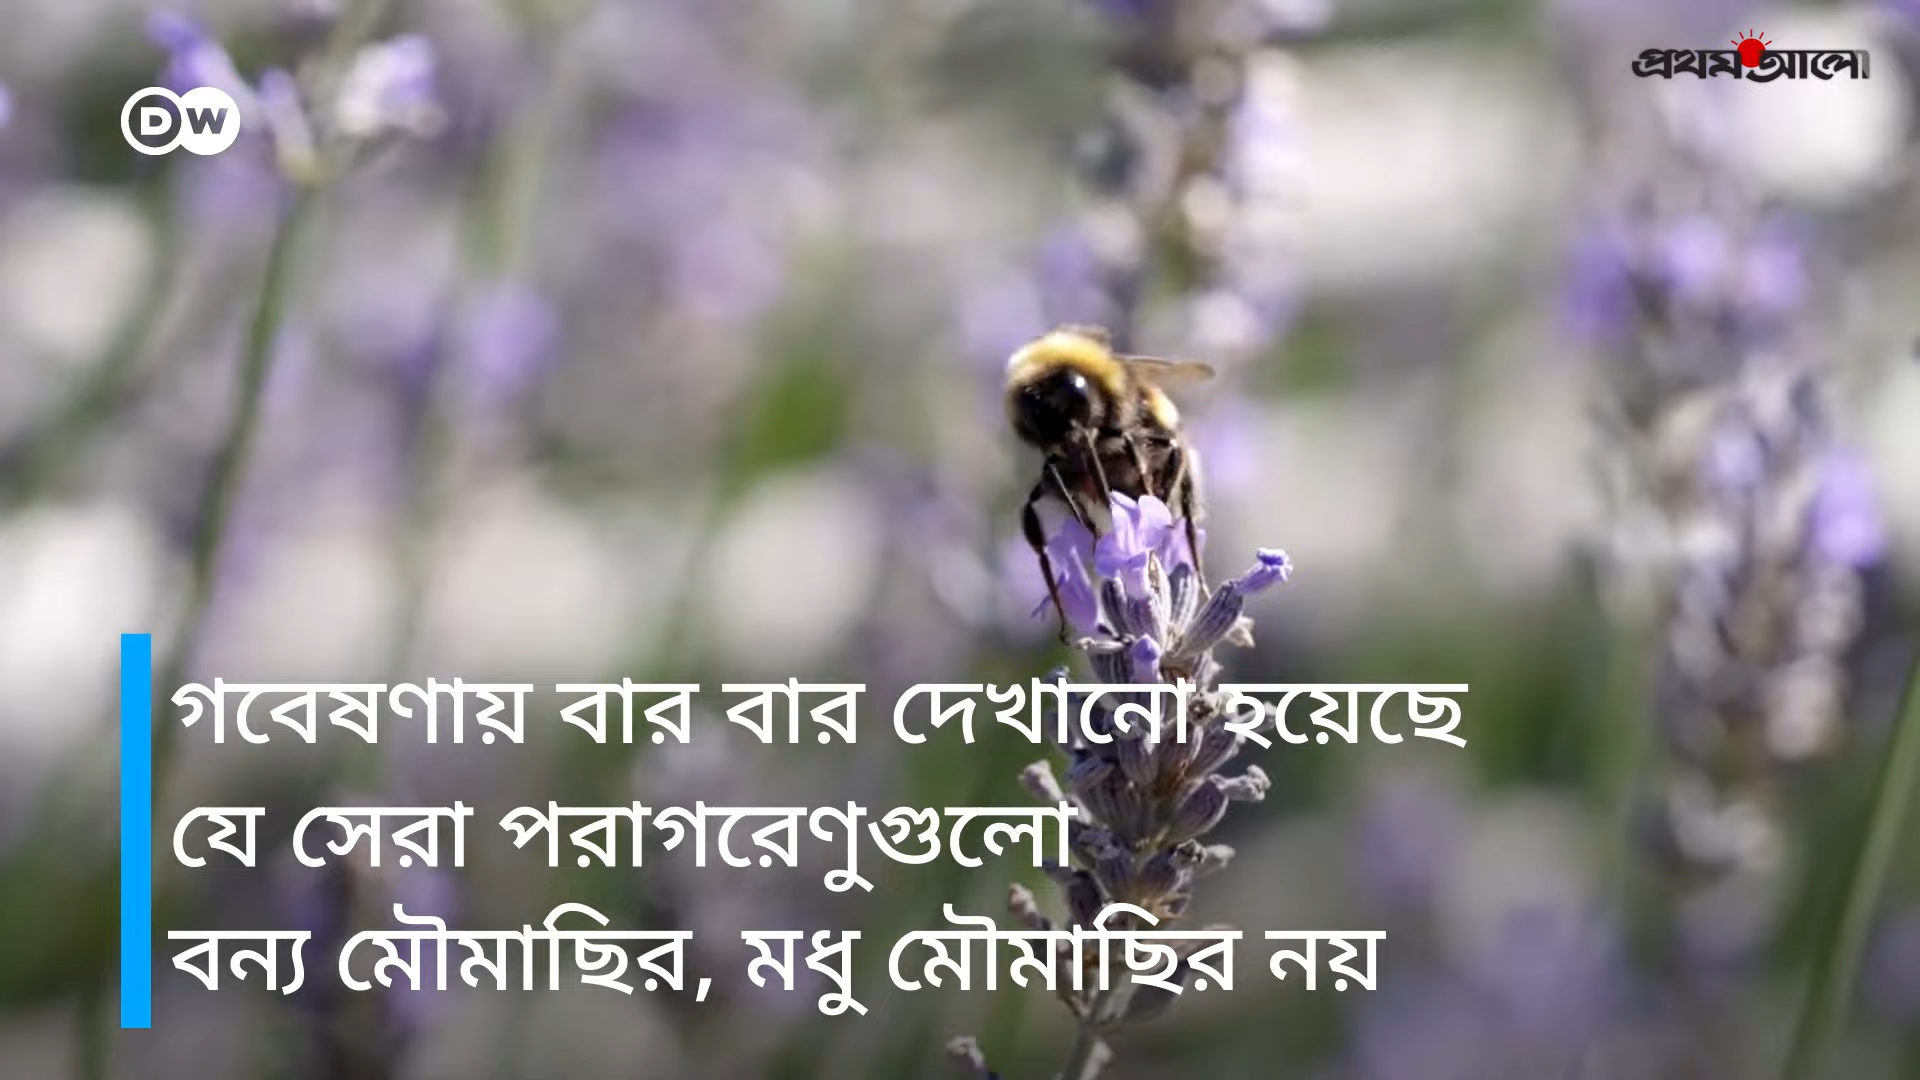 DW
প্রথম আলো
গবেষণায় বার বার দেখানো হয়েছে
যে সেরা পরাগরেণুগুলো
বন্য মৌমাছির, মধু মৌমাছির নয়